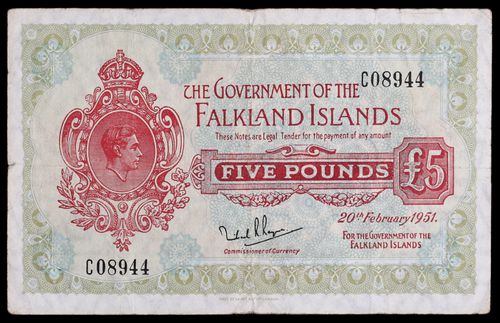 C08944
THE GOVERNMENT OF THE
FALKLAND ISLANDS
These Notes are Legal Tender for the payment of any amount
FIVE POUNDS £5
20th February 1951.
FOR THE GOVERNMENT OF THE
FALKLAND ISLANDS
Commissioner of Currency
C08944